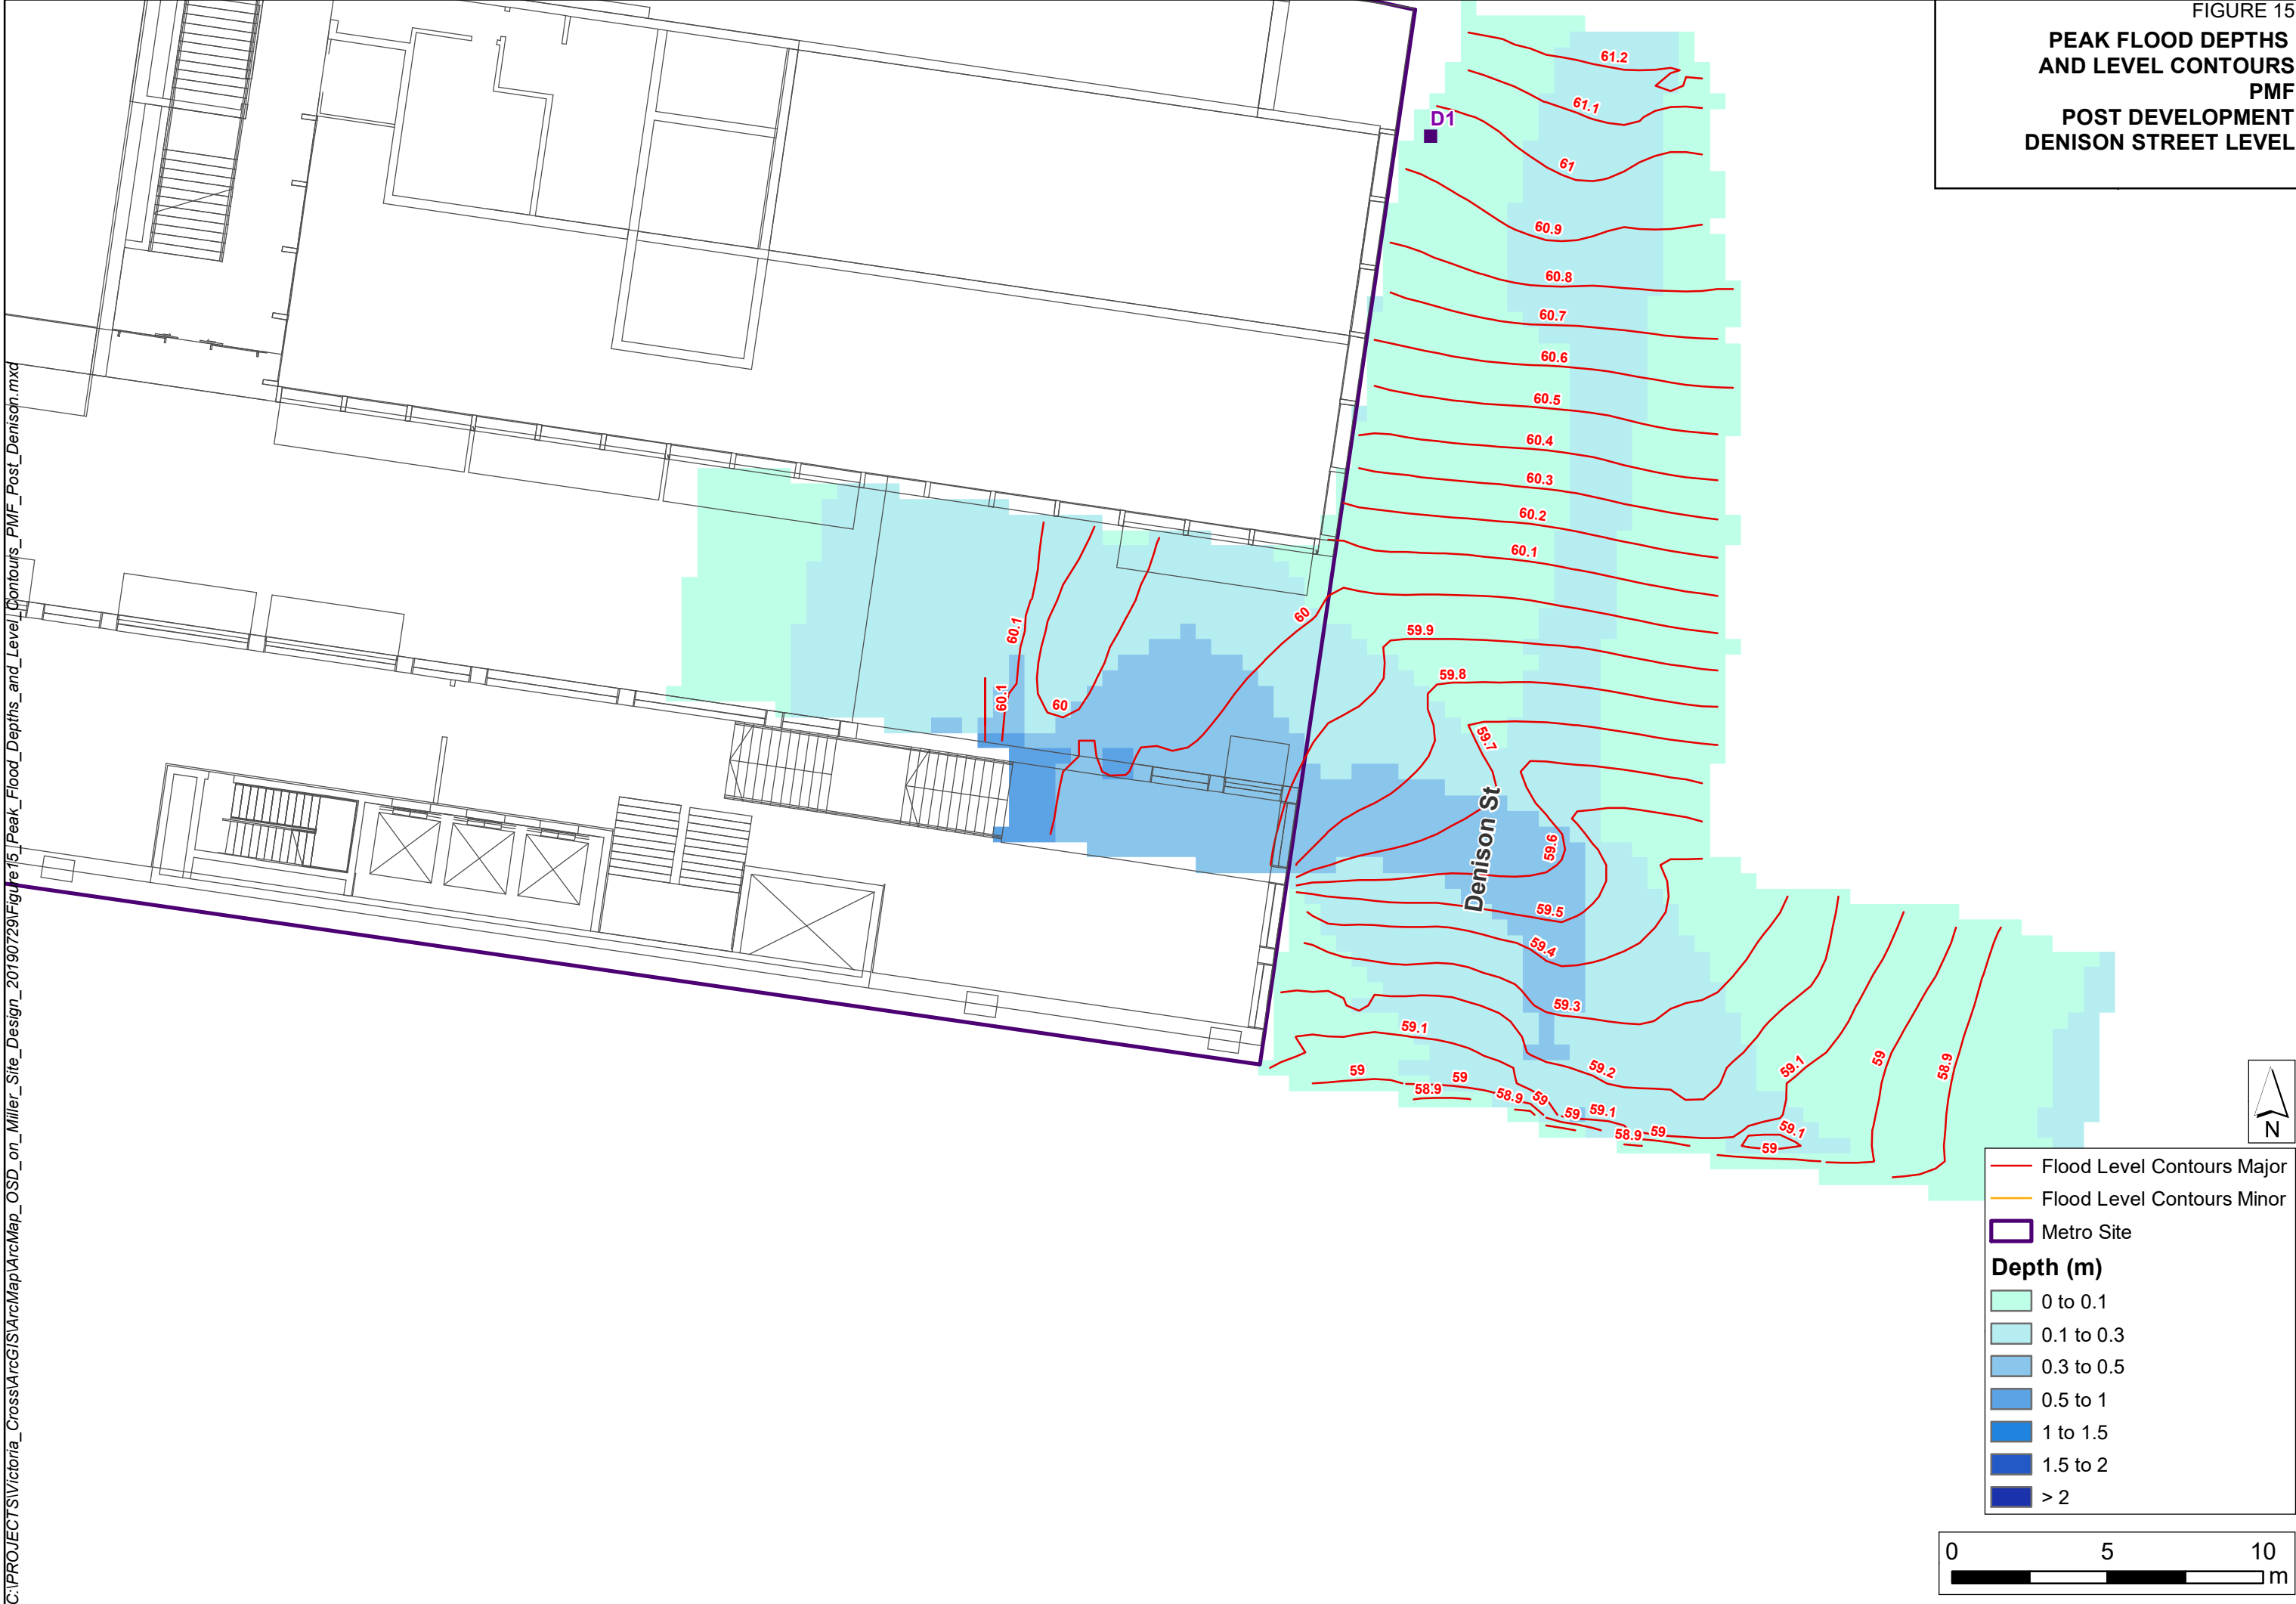 FIGURE 15
PEAK FLOOD DEPTHS
AND LEVEL CONTOURS
PMF
POST DEVELOPMENT
DENISON STREET LEVEL
61.2
61.1
D1
61
60.9
60.8
60.7
60.6
60.5
60.4
60.3
60.2
60.1
60
59.9
60.1
59.8
60.1
60
59.7
Denison St
59.6
59.5
59.4
59.3
59.1
59.2
59.1
59
58.9
59
59
58.9
58.9
59
59
59.1
58.9
59
59.1
59
N
Flood Level Contours Major
Flood Level Contours Minor
Metro Site
Depth (m)
0 to 0.1
0.1 to 0.3
0.3 to 0.5
0.5 to 1
1 to 1.5
1.5 to 2
> 2
0 5 10
m
C:\PROJECTS\Victoria_Cross\ArcGIS\ArcMap\ArcMap_OSD_on_Miller_Site_Design_20190729\Figure15_Peak_Flood_Depths_and_Level_Contours_PMF_Post_Denison.mxd